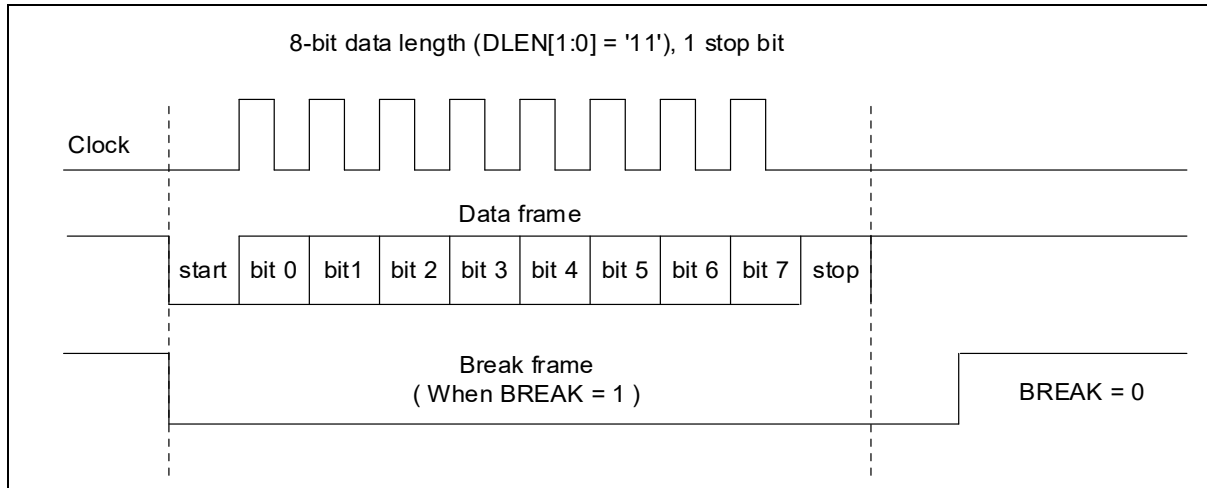 8-bit data length (DLEN[1:0] = '11'), 1 stop bit
Clock
Data frame
start bit 0 bit1 bit 2 bit 3 bit 4 bit 5 bit 6 bit 7 stop
Break frame
( When BREAK = 1 )
BREAK = 0